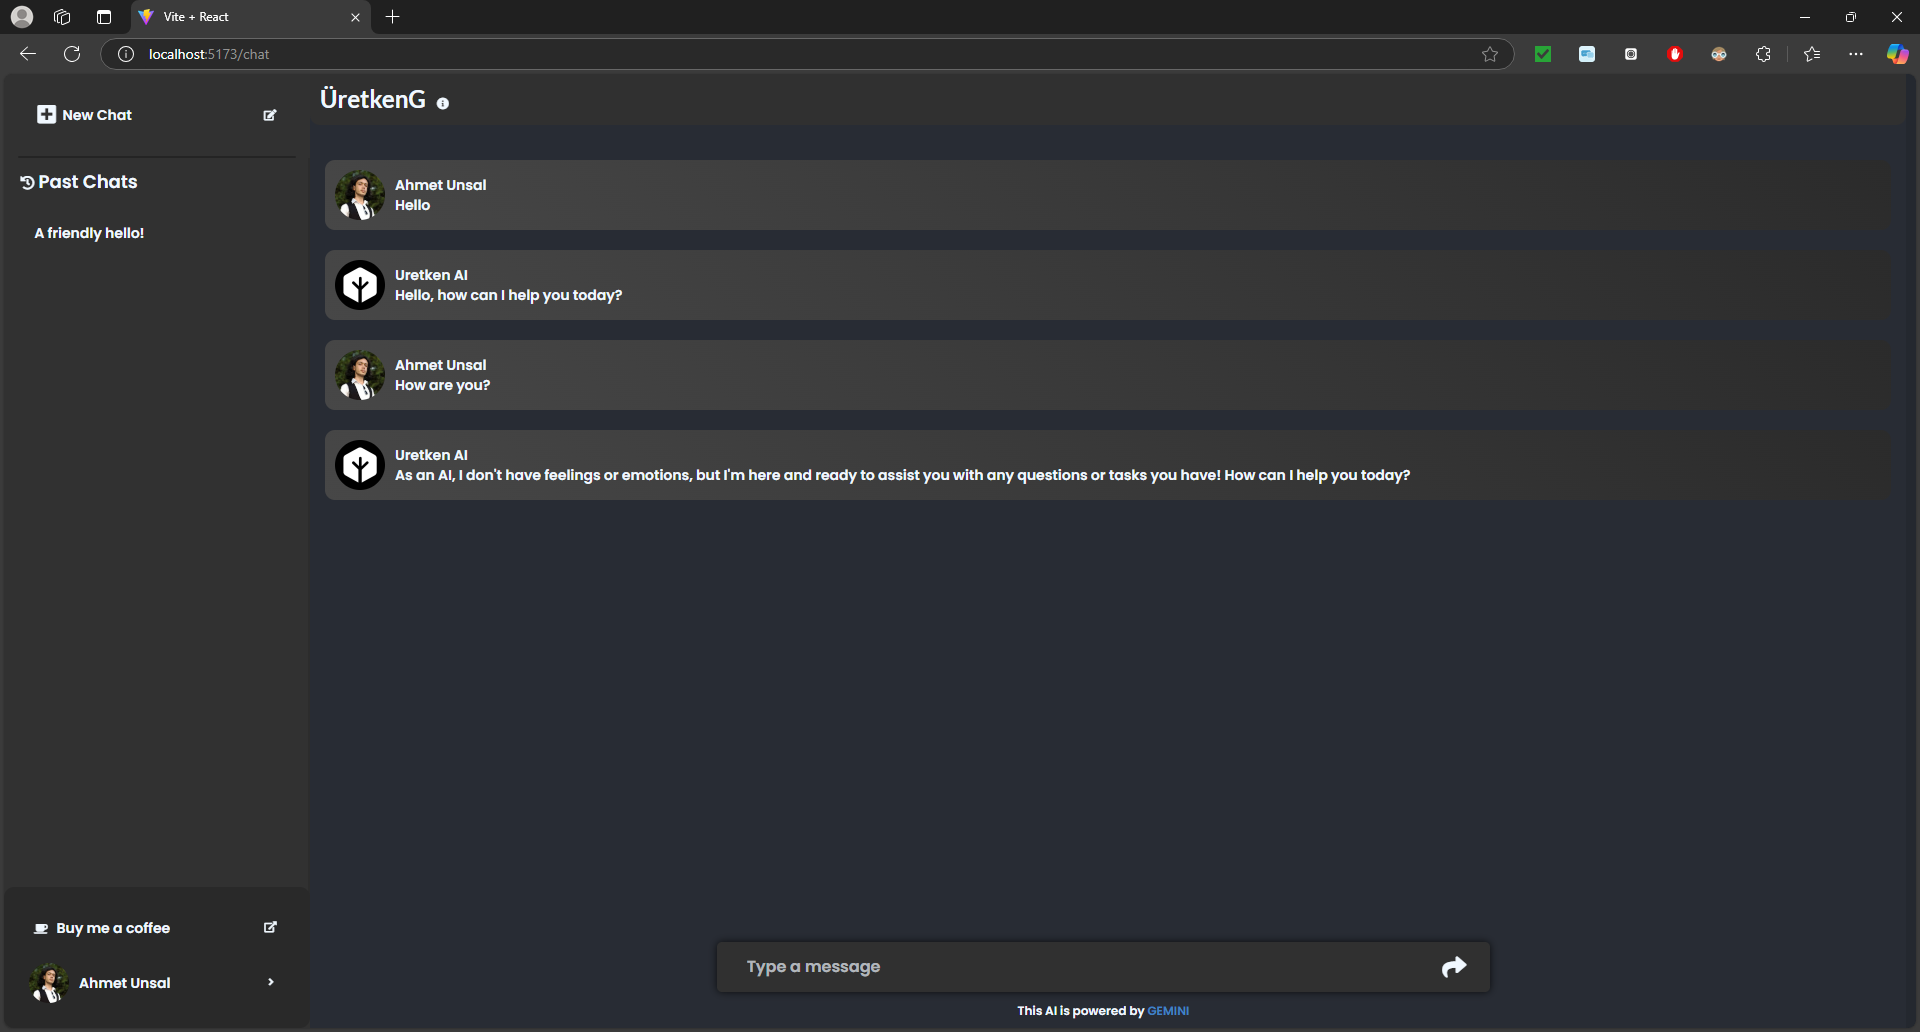 Vite + React
localhost:5173/chat
New Chat
Past Chats
A friendly hello!
Buy me a coffee
Ahmet Unsal
ÜretkenG
Ahmet Unsal
Hello
Uretken AI
Hello, how can I help you today?
Ahmet Unsal
How are you?
Uretken AI
As an AI, I don't have feelings or emotions, but I'm here and ready to assist you with any questions or tasks you have! How can I help you today?
Type a message
This AI is powered by GEMINI